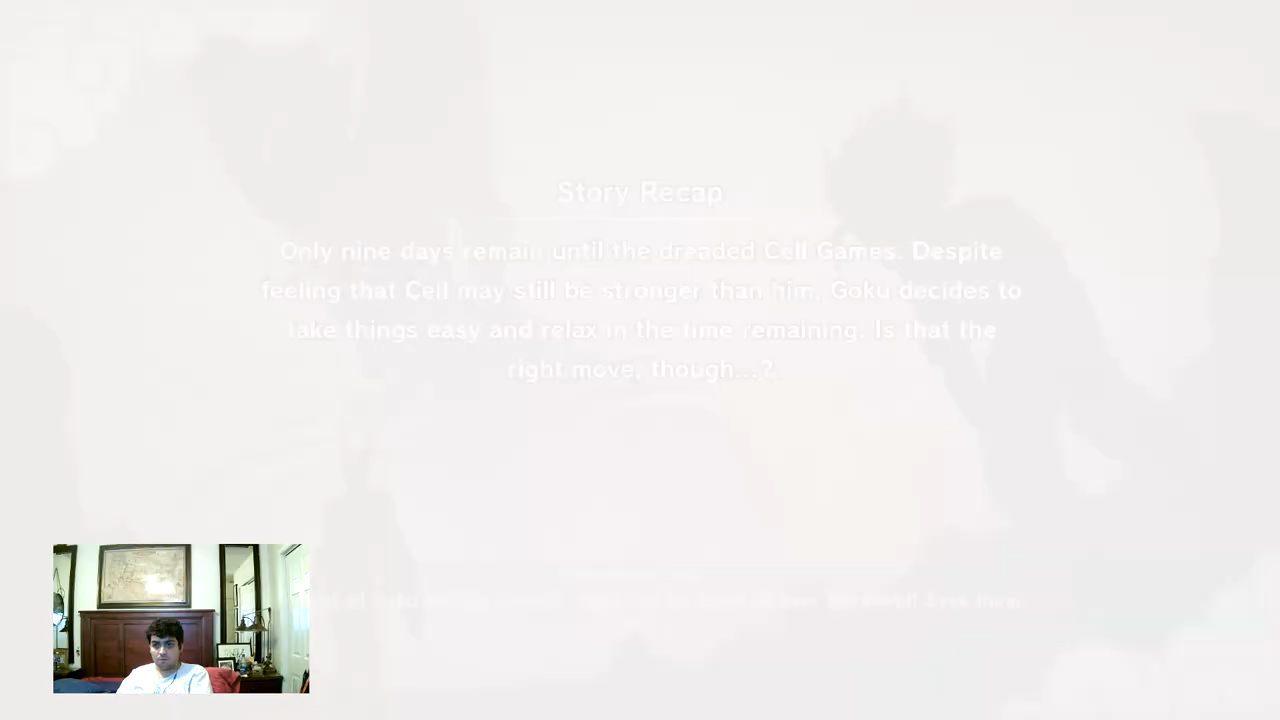 Story Recap
Only nine days remain until the dreaded Cell Games. Despite
feeling that Cell may still be stronger than him, Goku decides to
take things easy and relax in the time remaining. Is that the
right move, though...?